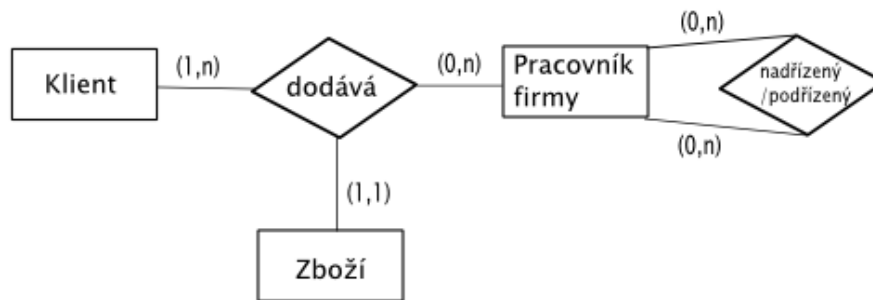 (0,n)
(1,n)
(0,n)
Klient
dodává
Pracovník
firmy
nadřízený
/podřízený
(0,n)
(1,1)
Zboží